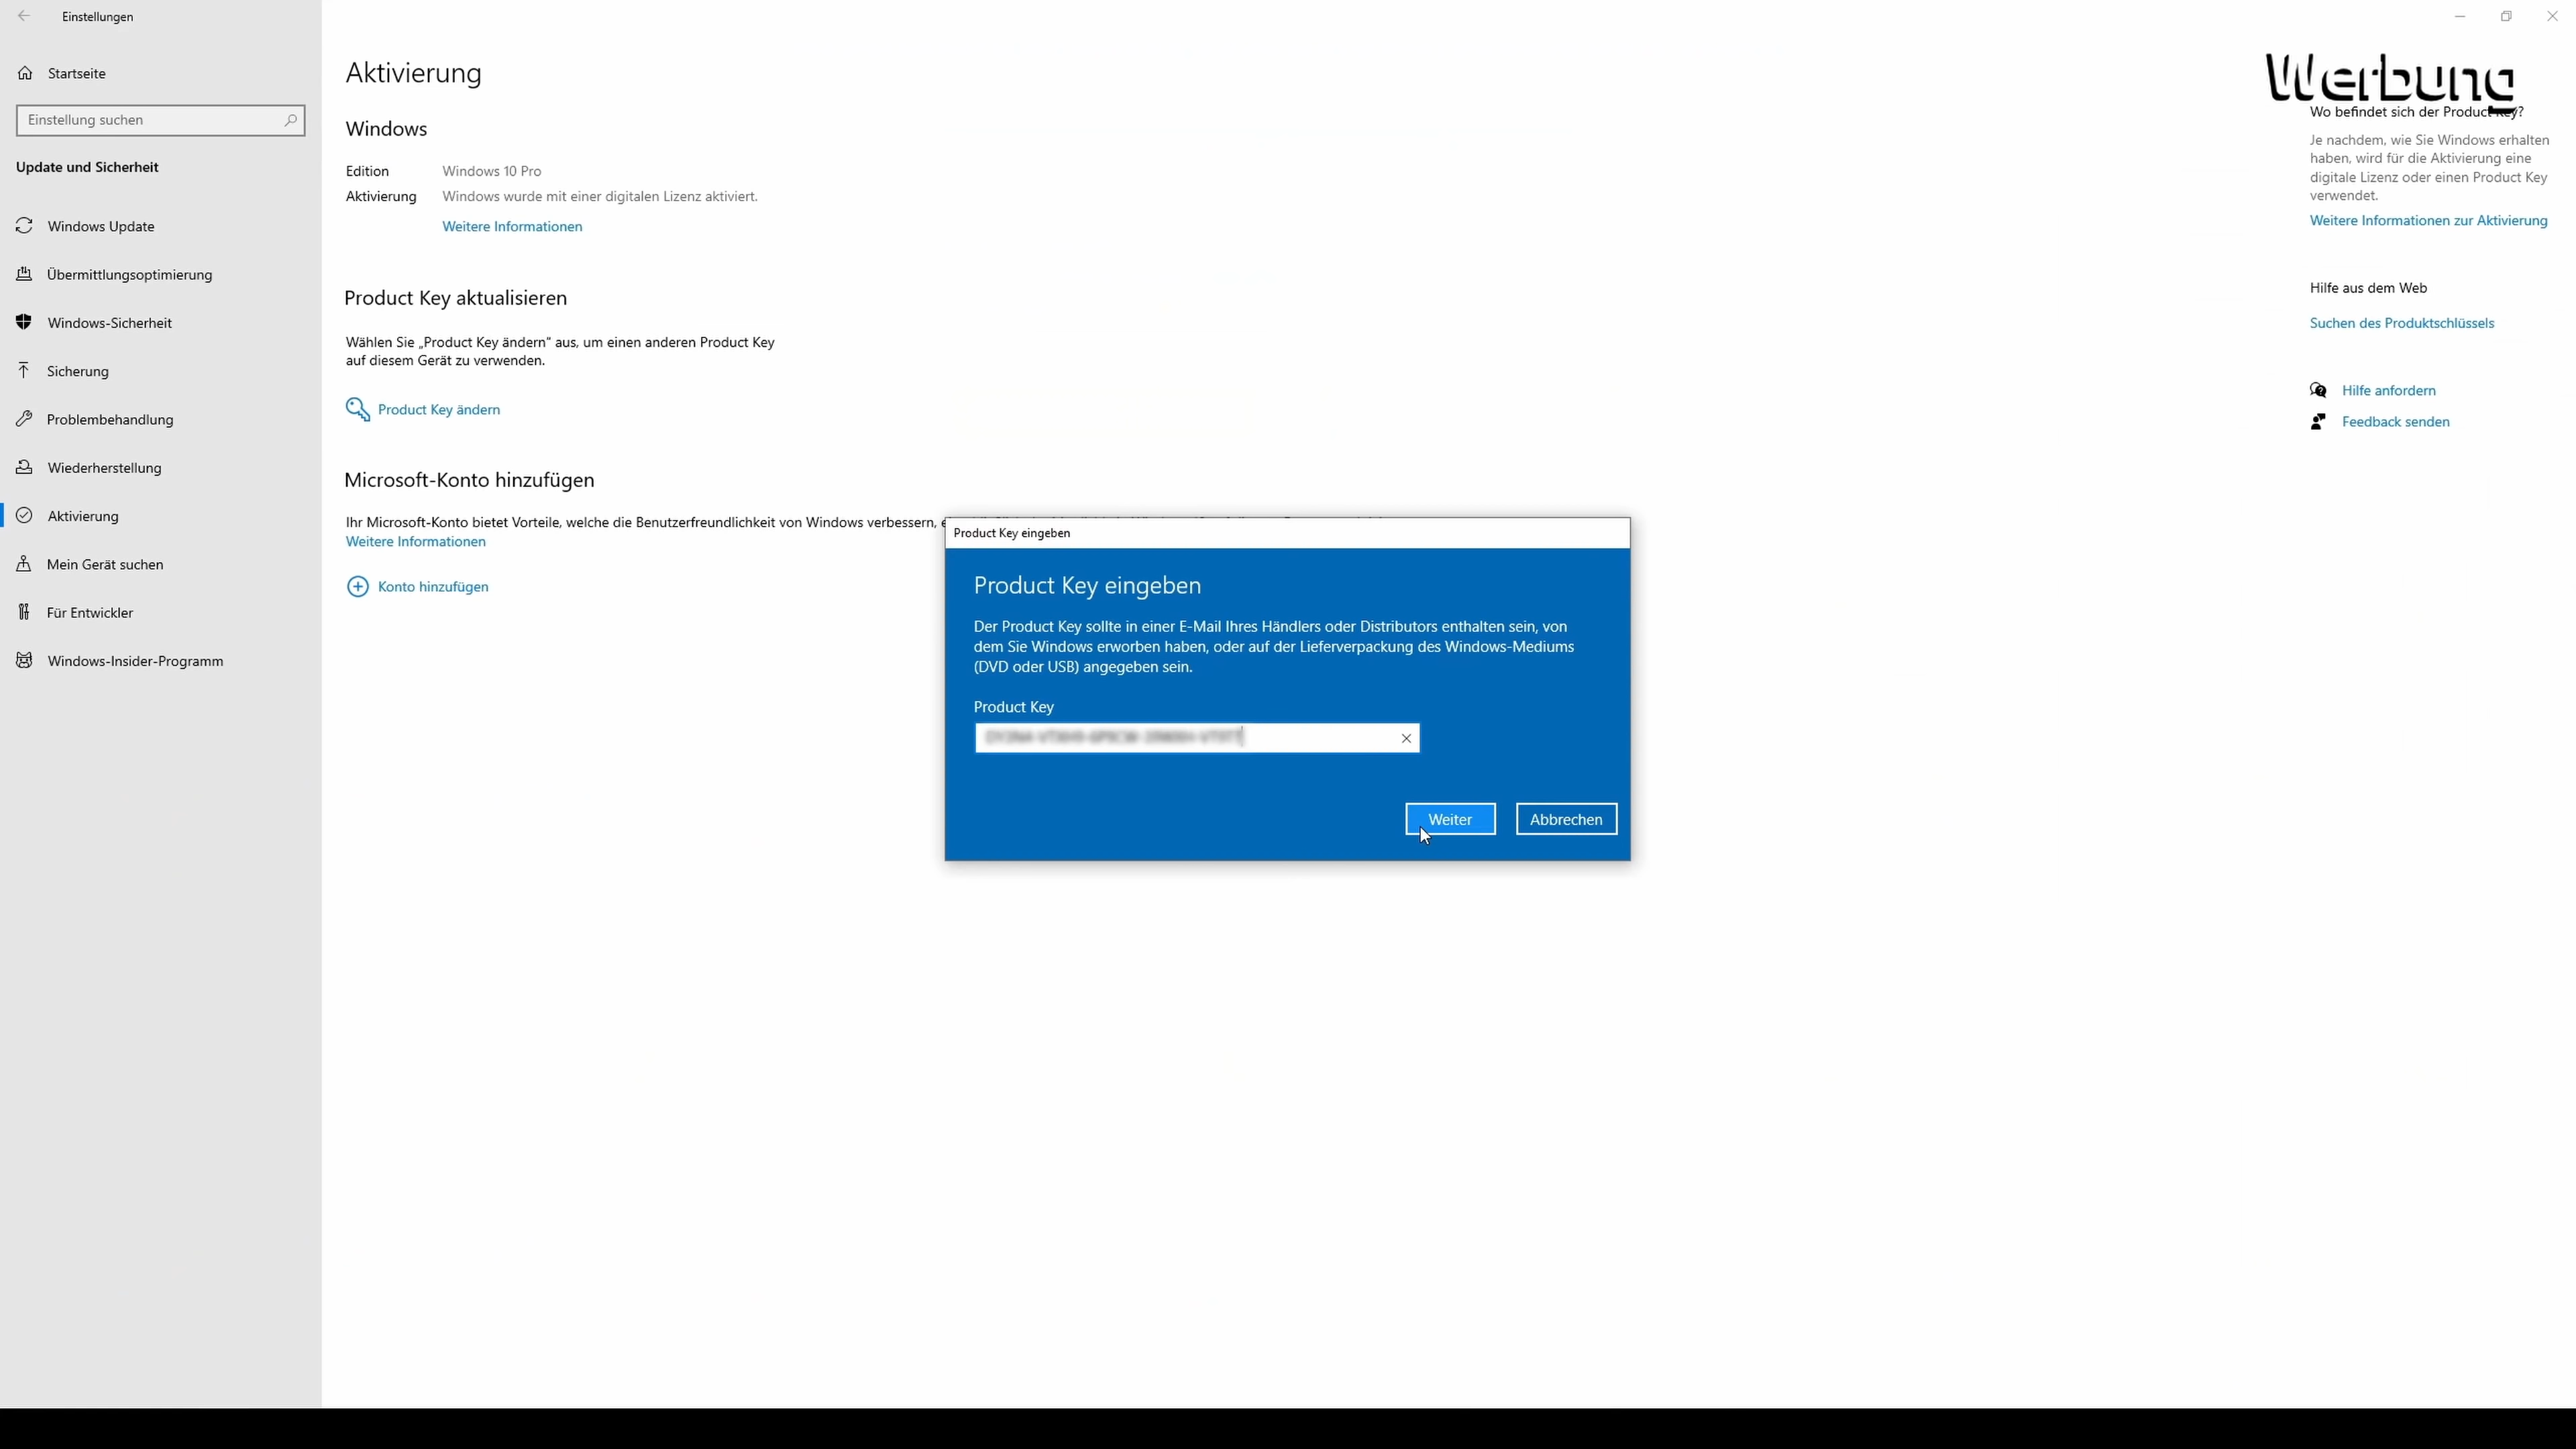 Einstellungen
Startseite
Einstellung suchen
Update und Sicherheit
Windows Update
Übermittlungsoptimierung
Windows-Sicherheit
Sicherung
Problembehandlung
Wiederherstellung
Aktivierung
Mein Gerät suchen
Für Entwickler
Windows-Insider-Programm
Aktivierung
Windows
Edition Windows 10 Pro
Aktivierung Windows wurde mit einer digitalen Lizenz aktiviert.
Weitere Informationen
Product Key aktualisieren
Wählen Sie „Product Key ändern“ aus, um einen anderen Product Key
auf diesem Gerät zu verwenden.
Product Key ändern
Microsoft-Konto hinzufügen
Ihr Microsoft-Konto bietet Vorteile, welche die Benutzerfreundlichkeit von Windows verbessern,
Weitere Informationen
Konto hinzufügen
Product Key eingeben
Product Key eingeben
Der Product Key sollte in einer E-Mail Ihres Händlers oder Distributors enthalten sein, von
dem Sie Windows erworben haben, oder auf der Lieferverpackung des Windows-Mediums
(DVD oder USB) angegeben sein.
Product Key
Weiter Abbrechen
Werbung
Wo befindet sich der Product Key?
Je nachdem, wie Sie Windows erhalten
haben, wird für die Aktivierung eine
digitale Lizenz oder einen Product Key
verwendet.
Weitere Informationen zur Aktivierung
Hilfe aus dem Web
Suchen des Produktschlüssels
Hilfe anfordern
Feedback senden